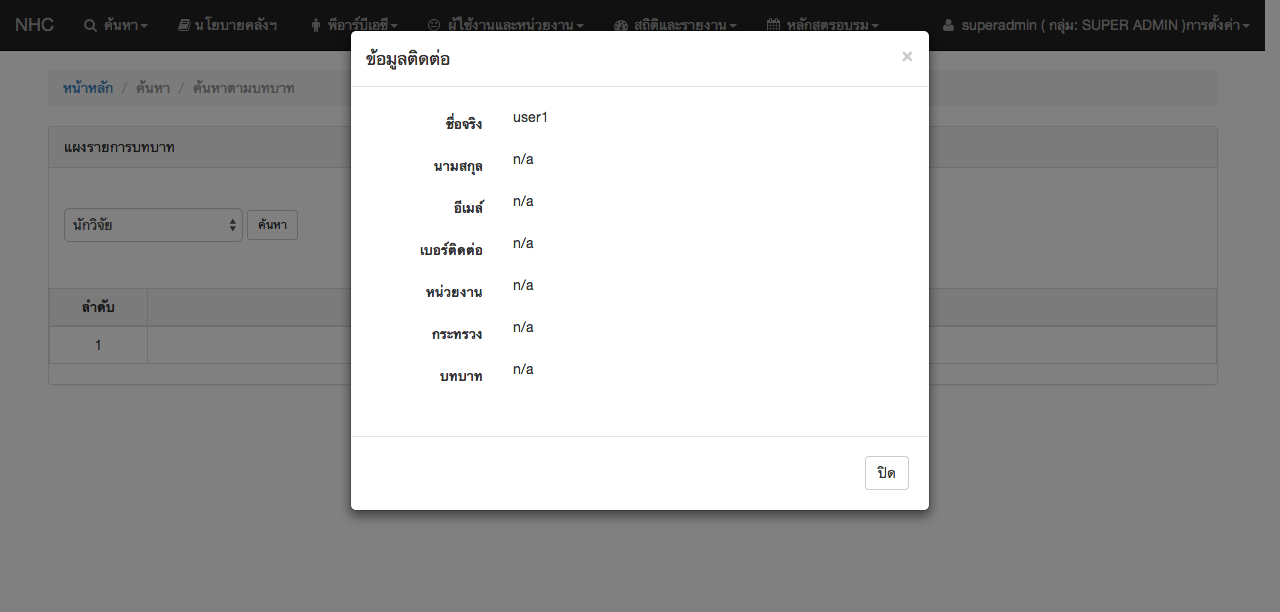 NHC ค้นหา นโยบายคลังฯ พีอาร์บีเอซี ผู้ใช้งานและหน่วยงาน สถิติและรายงาน หลักสูตรอบรม superadmin ( กลุ่ม: SUPER ADMIN )การตั้งค่า
ข้อมูลติดต่อ ×
หน้าหลัก / ค้นหา / ค้นหาตามบทบาท
แผงรายการบทบาท
ชื่อจริง user1
นามสกุล n/a
อีเมล์ n/a
นักวิจัย ค้นหา
เบอร์ติดต่อ n/a
หน่วยงาน n/a
ลำดับ
กระทรวง n/a
1
บทบาท n/a
ปิด